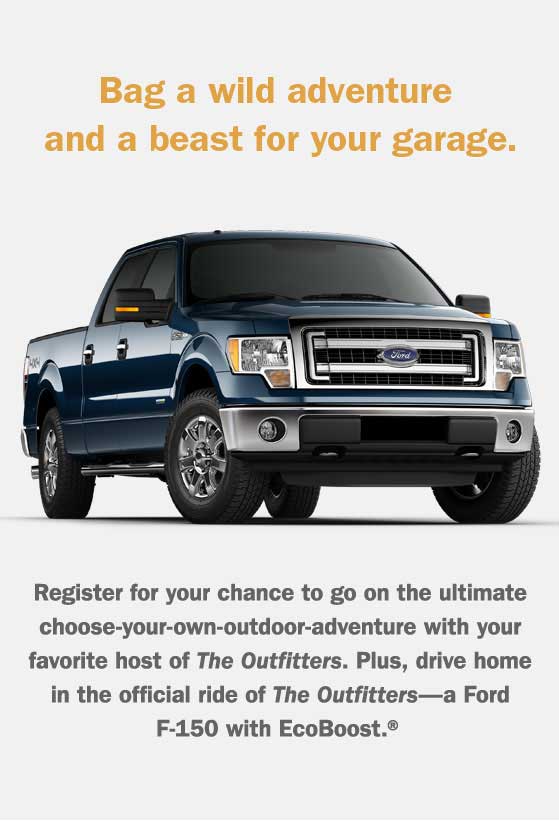 Bag a wild adventure
and a beast for your garage.
4x4
Ford
Register for your chance to go on the ultimate
choose-your-own-outdoor-adventure with your
favorite host of The Outfitters. Plus, drive home
in the official ride of The Outfitters—a Ford
F-150 with EcoBoost.®